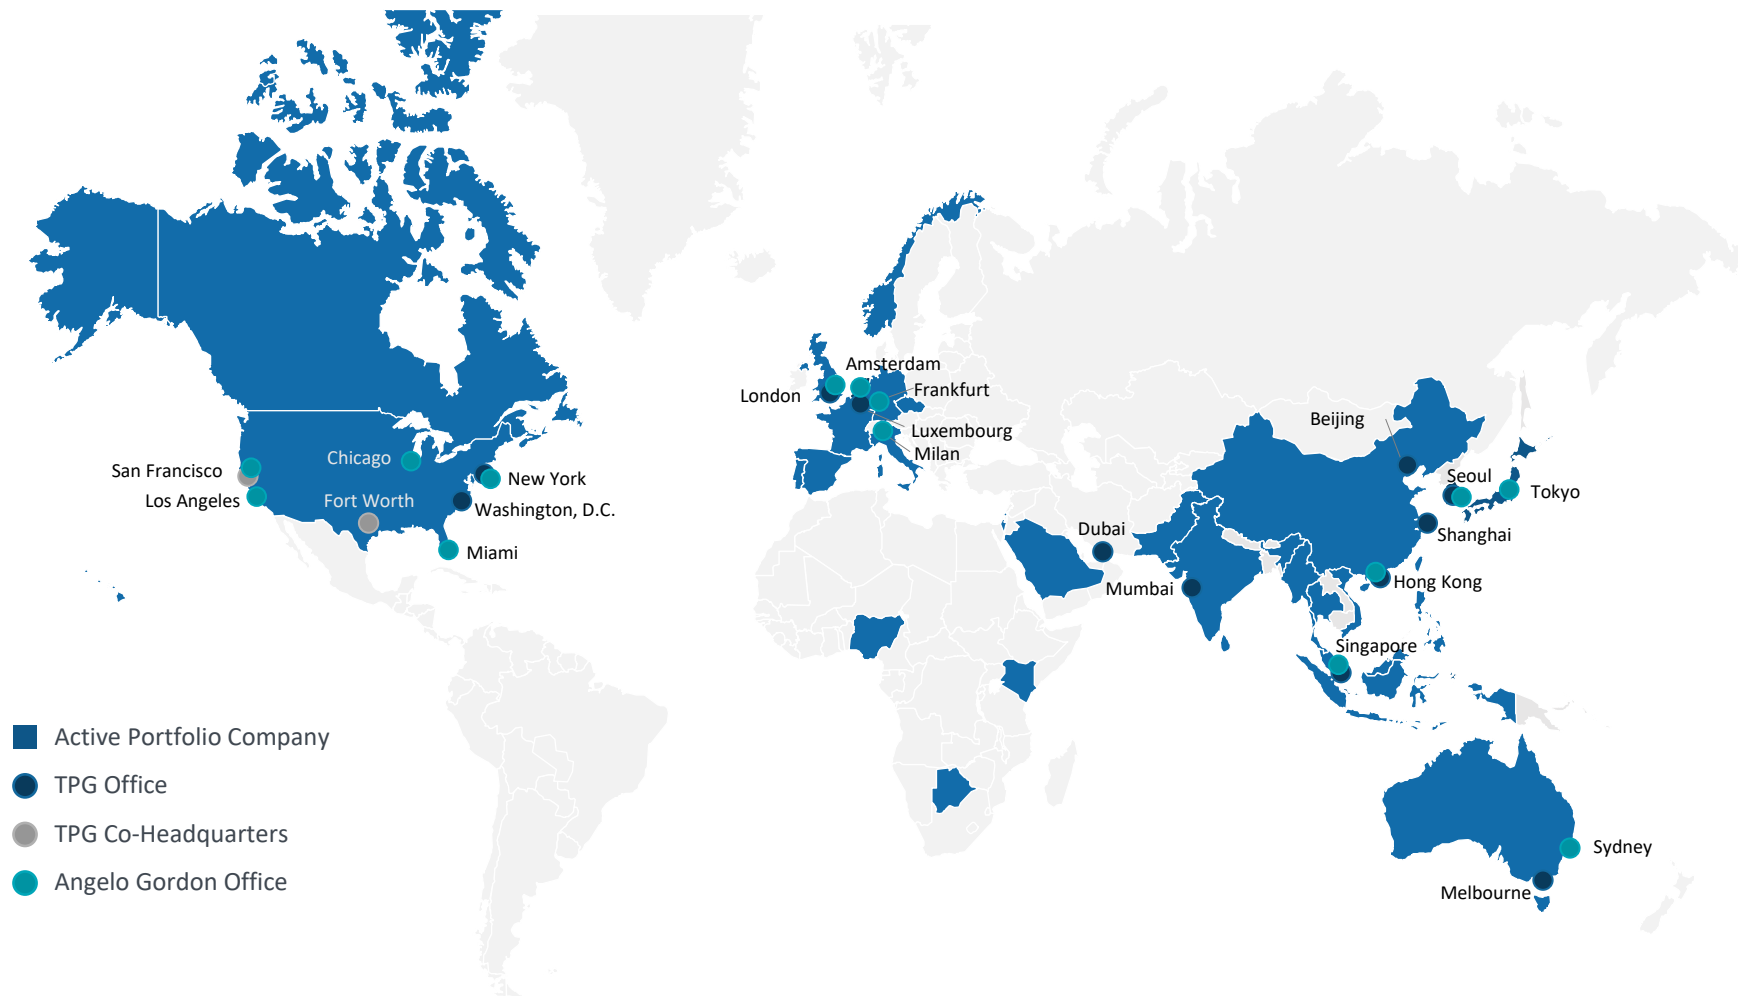 Amsterdam
London
Frankfurt
Luxembourg
Milan
Beijing
Chicago
San Francisco
New York
Seoul
Tokyo
Los Angeles
Fort Worth
Washington, D.C.
Dubai
Shanghai
Miami
Mumbai
Hong Kong
Singapore
Active Portfolio Company
TPG Office
TPG Co-Headquarters
Angelo Gordon Office
Sydney
Melbourne